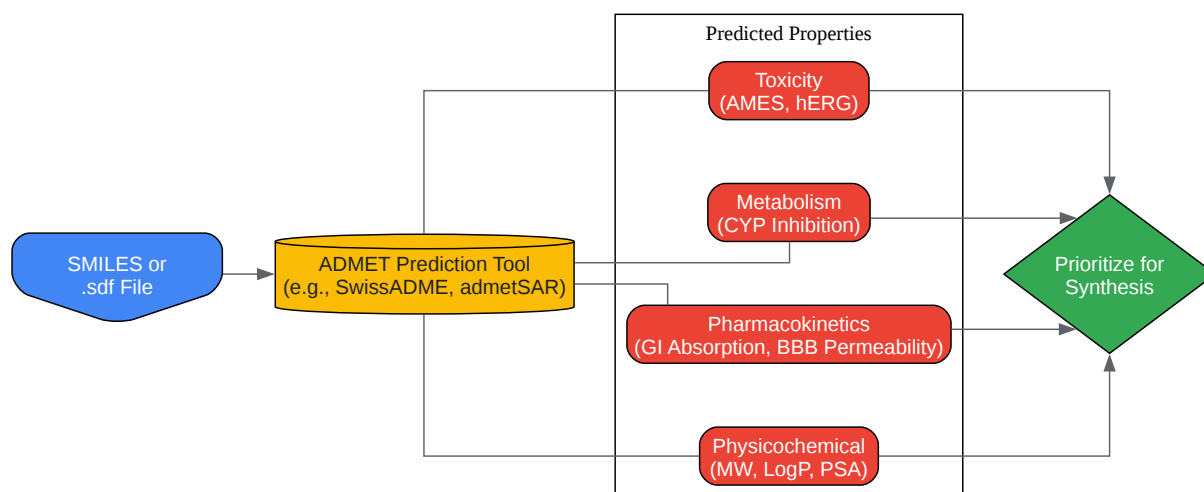 Predicted Properties
Toxicity
(AMES, hERG)
Metabolism
(CYP Inhibition)
SMILES or
.sdf File
ADMET Prediction Tool
(e.g., SwissADME, admetSAR)
Prioritize for
Synthesis
Pharmacokinetics
(GI Absorption, BBB Permeability)
Physicochemical
(MW, LogP, PSA)